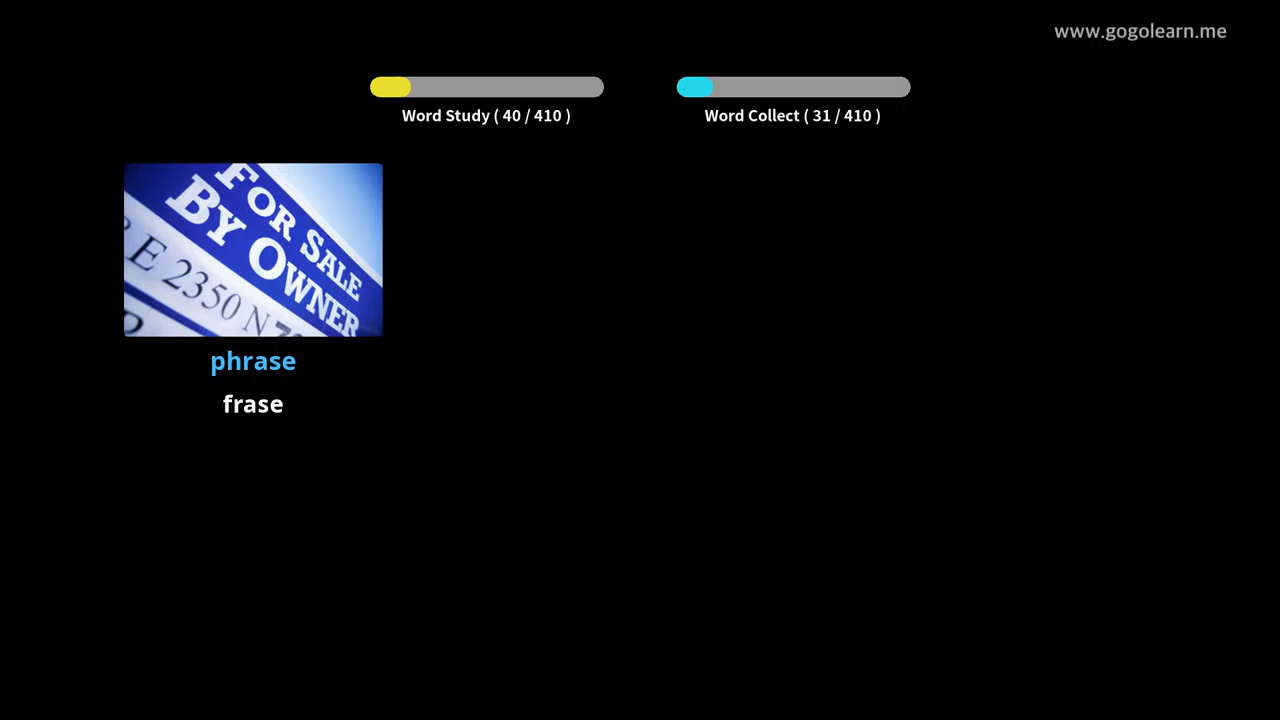 www.gogolearn.me
Word Study ( 40 / 410 )
Word Collect ( 31 / 410 )
FOR SALE
BY OWNER
E 2350 N
phrase
frase